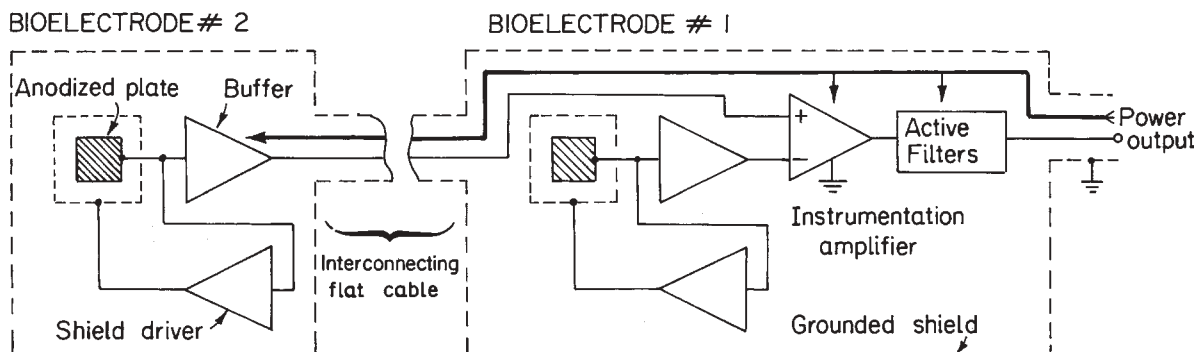 BIOELECTRODE # 2
BIOELECTRODE # 1
Anodized plate
Buffer
+
−
Active
Filters
Power
output
Instrumentation
amplifier
Interconnecting
flat cable
Shield driver
Grounded shield